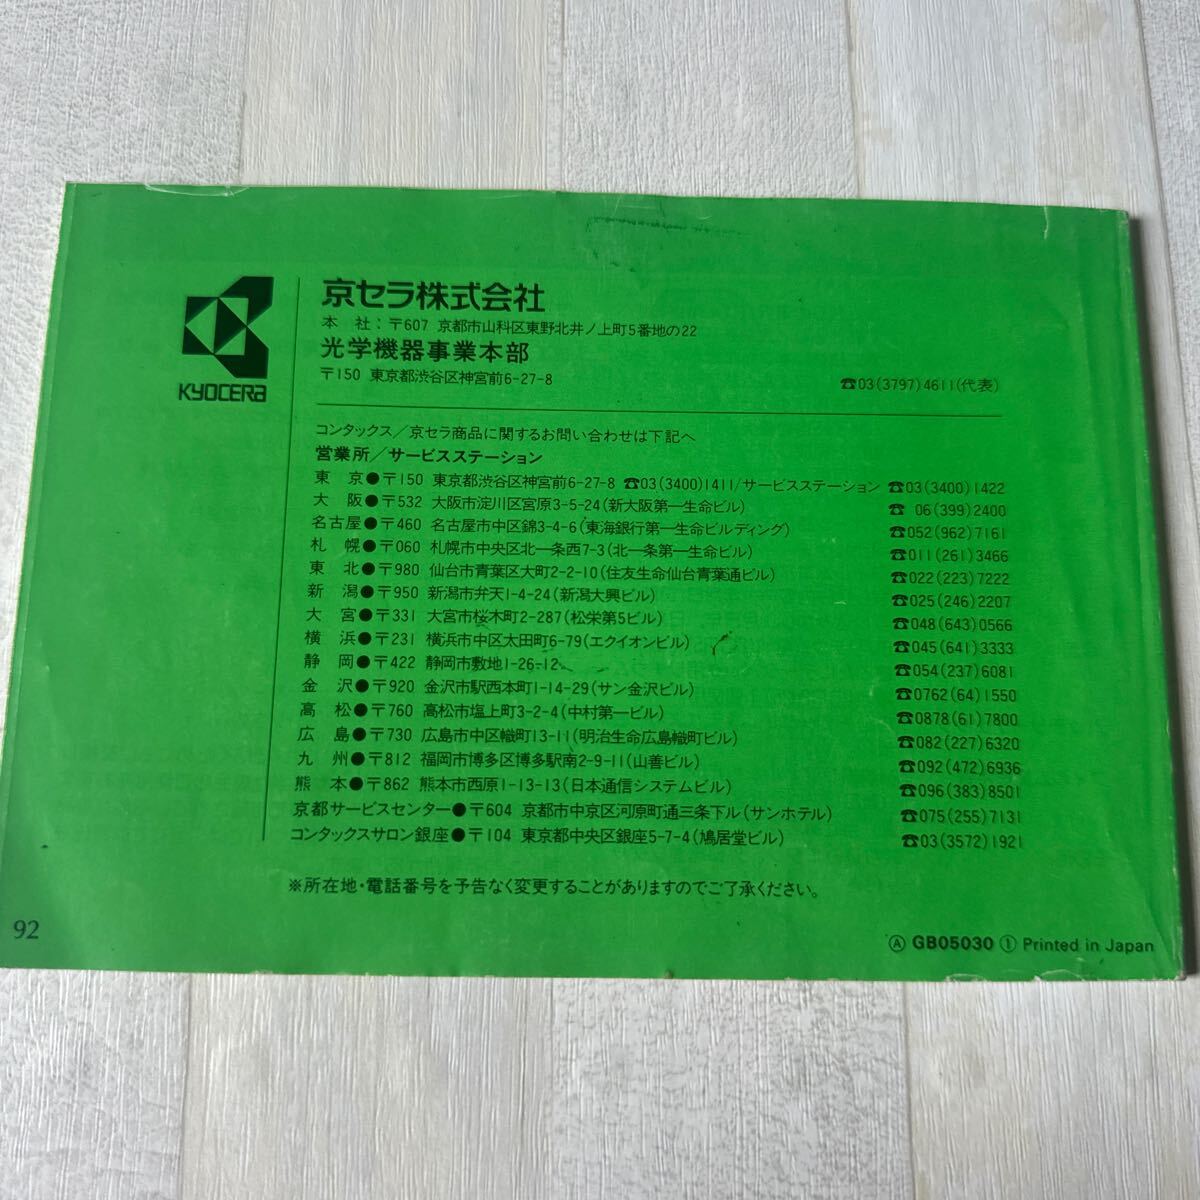 KYOCERA
京セラ株式会社
本 社:〒607 京都市山科区東野北井ノ上町5番地の22
光学機器事業本部
〒150 東京都渋谷区神宮前6-27-8 ☎03(3797)4611(代表)
コンタックス/京セラ商品に関するお問い合わせは下記へ
営業所/サービスステーション
東 京●〒150 東京都渋谷区神宮前6-27-8 ☎03(3400)1411/サービスステーション ☎03(3400)1422
大 阪●〒532 大阪市淀川区宮原3-5-24(新大阪第一生命ビル) ☎ 06(399)2400
名古屋●〒460 名古屋市中区錦3-4-6(東海銀行第一生命ビルディング) ☎052(962)7161
札 幌●〒060 札幌市中央区北一条西7-3(北一条第一生命ビル) ☎011(261)3466
東 北●〒980 仙台市青葉区大町2-2-10(住友生命仙台青葉通ビル) ☎022(223)7222
新 潟●〒950 新潟市弁天1-4-24(新潟大興ビル) ☎025(246)2207
大 宮●〒331 大宮市桜木町2-287(松栄第5ビル) ☎048(643)0566
横 浜●〒231 横浜市中区太田町6-79(エクイオンビル) ☎045(641)3333
静 岡●〒422 静岡市敷地1-26-12 ☎054(237)6081
金 沢●〒920 金沢市駅西本町1-14-29(サン金沢ビル) ☎0762(64)1550
高 松●〒760 高松市塩上町3-2-4(中村第一ビル) ☎0878(61)7800
広 島●〒730 広島市中区幟町13-11(明治生命広島幟町ビル) ☎082(227)6320
九 州●〒812 福岡市博多区博多駅南2-9-11(山善ビル) ☎092(472)6936
熊 本●〒862 熊本市西原1-13-13(日本通信システムビル) ☎096(383)8501
京都サービスセンター●〒604 京都市中京区河原町通三条下ル(サンホテル) ☎075(255)7131
コンタックスサロン銀座●〒104 東京都中央区銀座5-7-4(鳩居堂ビル) ☎03(3572)1921
※所在地・電話番号を予告なく変更することがありますのでご了承ください。
92
Ⓐ GB05030 ① Printed in Japan